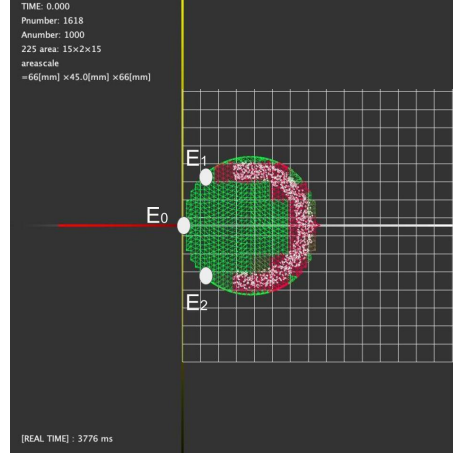 TIME: 0.000
Pnumber: 1618
Anumber: 1000
225 area: 15×2×15
areascale
=66[mm] ×45.0[mm] ×66[mm]
E1
E0
E2
[REAL TIME] : 3776 ms